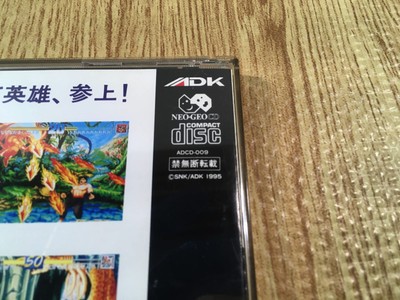 英雄、参上!
ADK
NEO·GEO CD
COMPACT
disc
ADCD-009
禁無断転載
©SNK/ADK 1995
50